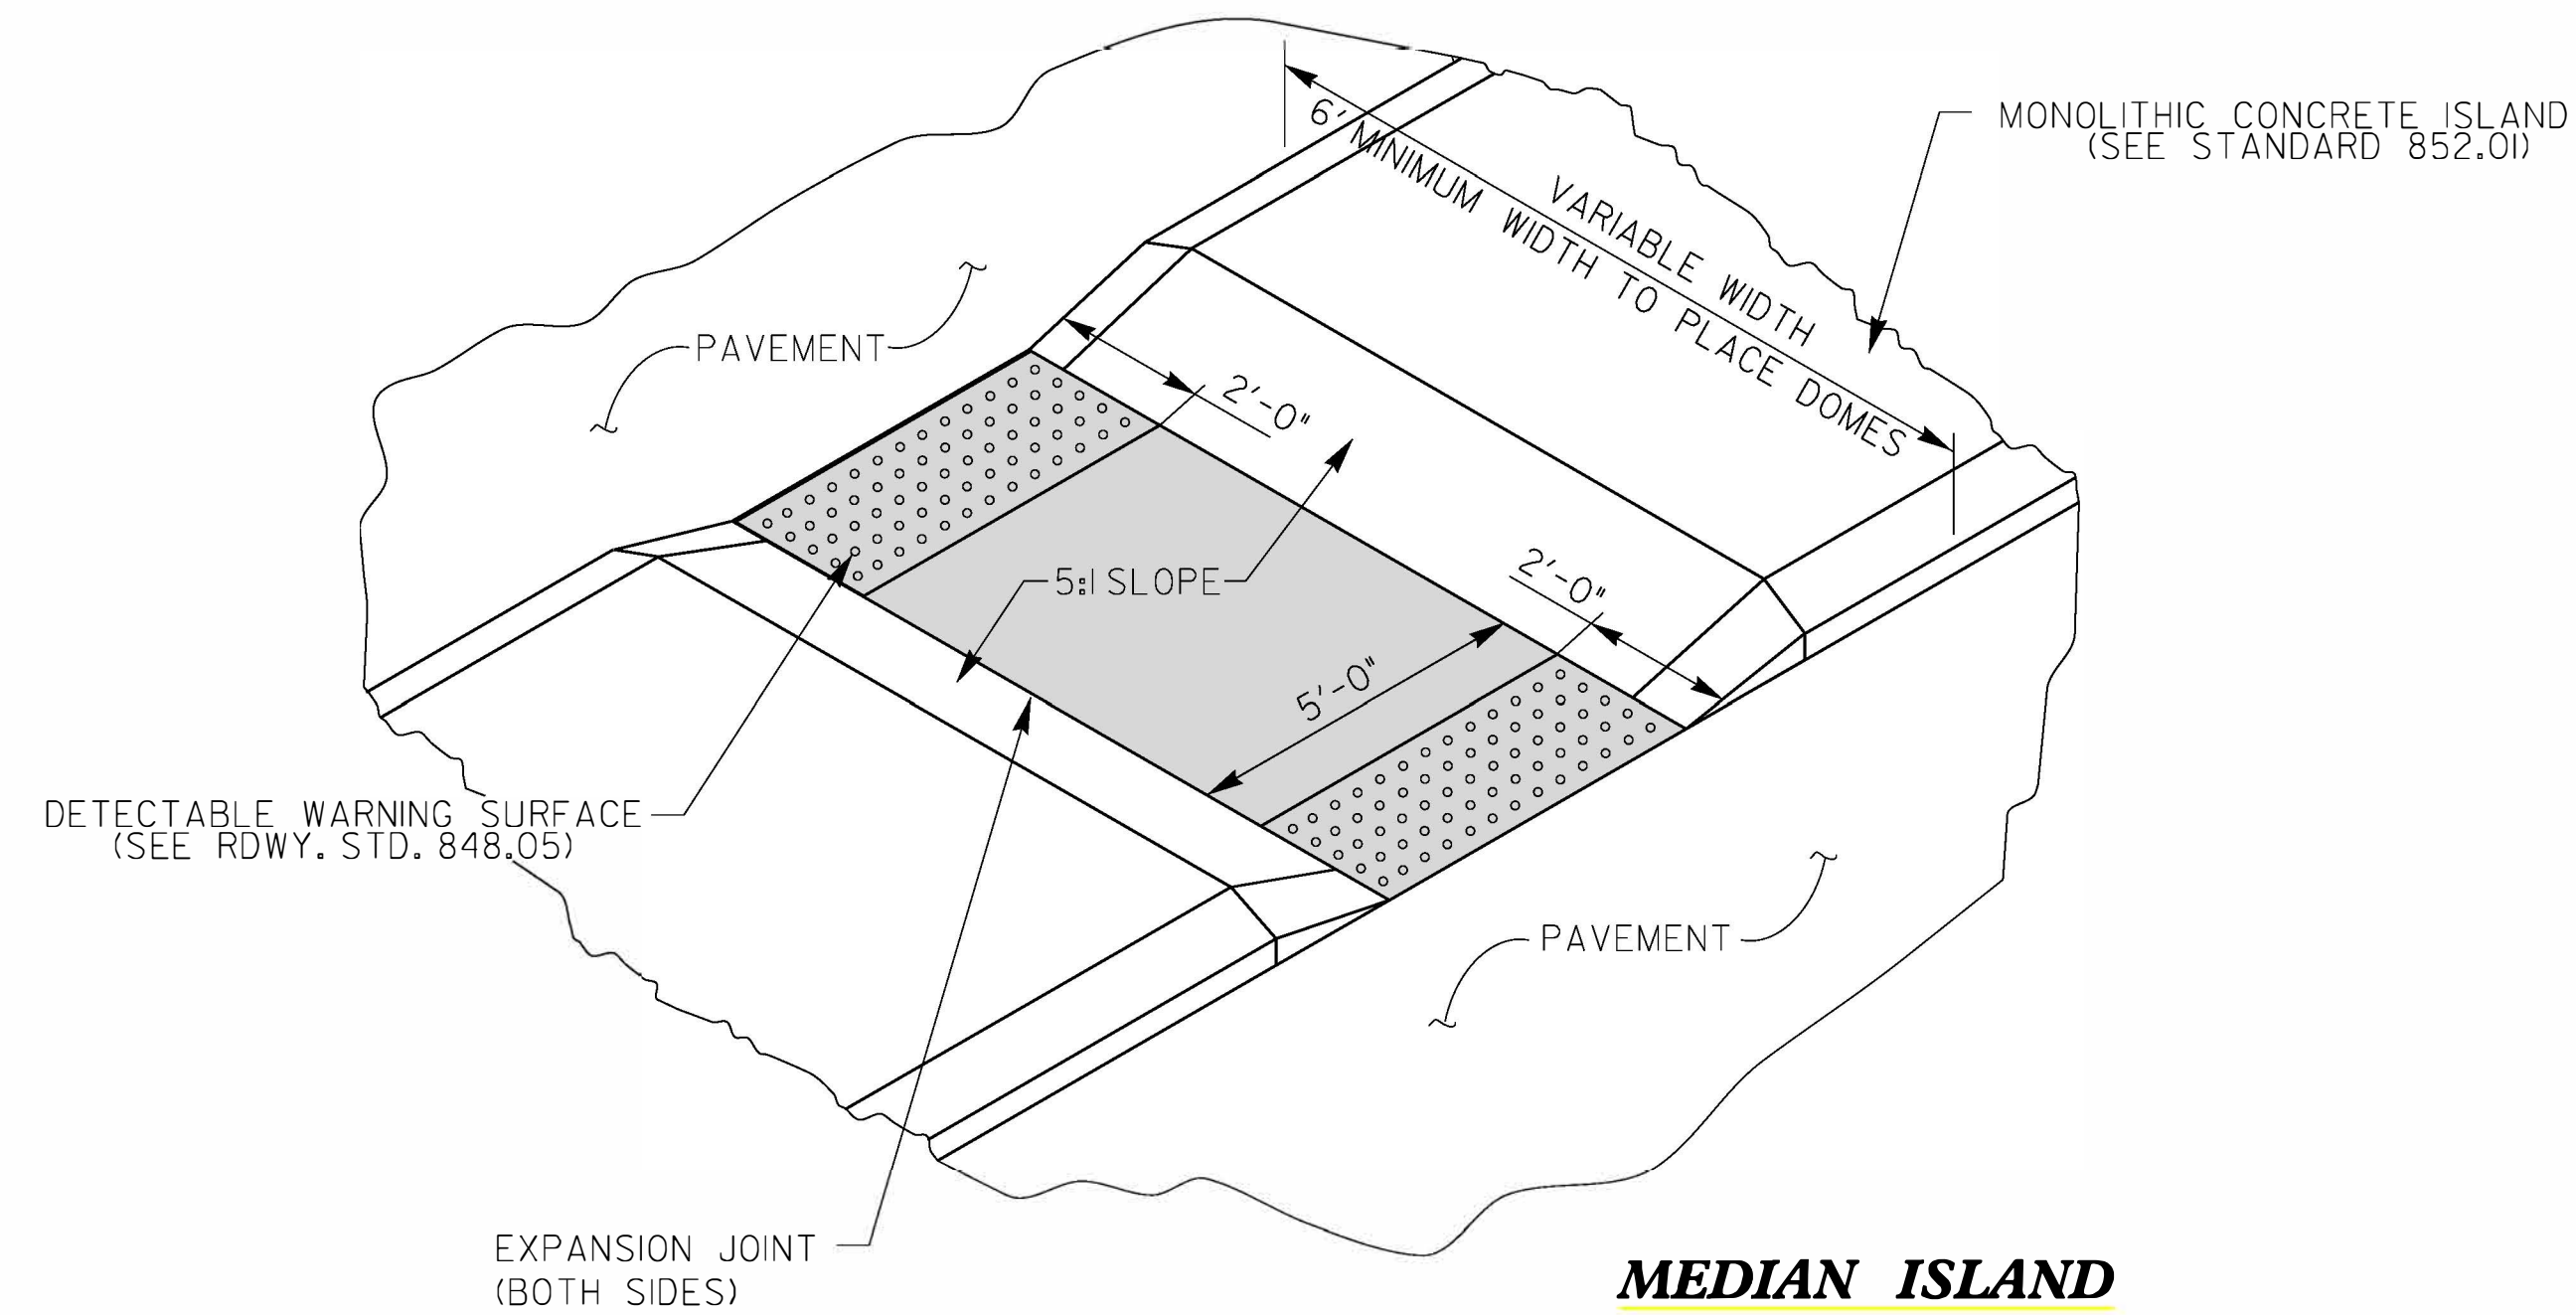 MONOLITHIC CONCRETE ISLAND
(SEE STANDARD 852.01)
VARIABLE WIDTH
6' MINIMUM WIDTH TO PLACE DOMES
PAVEMENT
2'-0"
5:1 SLOPE
2'-0"
5'-0"
DETECTABLE WARNING SURFACE
(SEE RDWY. STD. 848.05)
PAVEMENT
EXPANSION JOINT
(BOTH SIDES)
MEDIAN ISLAND